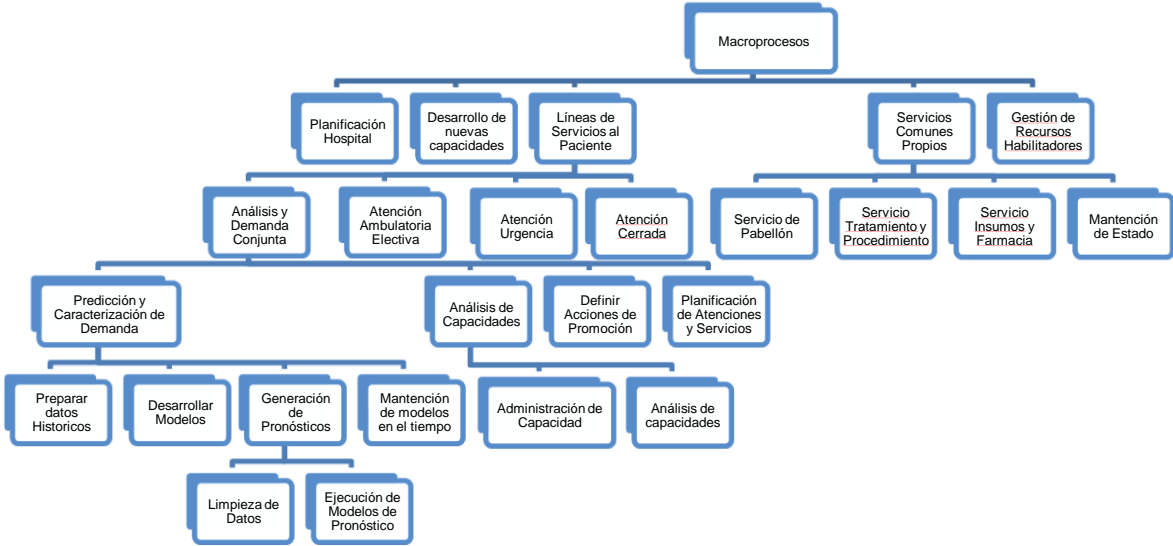 Macroprocesos
Planificación
Hospital
Desarrollo de
nuevas
capacidades
Líneas de
Servicios al
Paciente
Servicios
Comunes
Propios
Gestión de
Recursos
Habilitadores
Análisis y
Demanda
Conjunta
Atención
Ambulatoria
Electiva
Atención
Urgencia
Atención
Cerrada
Servicio de
Pabellón
Servicio
Tratamiento y
Procedimiento
Servicio
Insumos y
Farmacia
Mantención
de Estado
Predicción y
Caracterización de
Demanda
Análisis de
Capacidades
Definir
Acciones de
Promoción
Planificación
de Atenciones
y Servicios
Preparar
datos
Historicos
Desarrollar
Modelos
Generación
de
Pronósticos
Mantención
de modelos
en el tiempo
Administración de
Capacidad
Análisis de
capacidades
Limpieza de
Datos
Ejecución de
Modelos de
Pronóstico